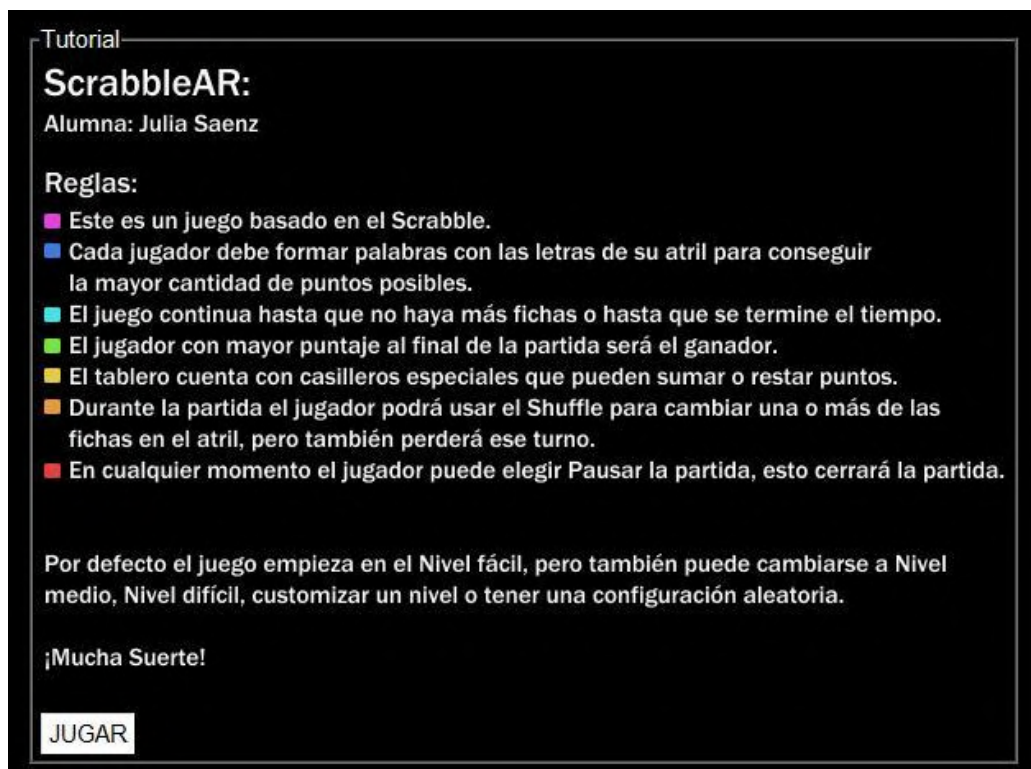 Tutorial
ScrabbleAR:
Alumna: Julia Saenz
Reglas:
Este es un juego basado en el Scrabble.
Cada jugador debe formar palabras con las letras de su atril para conseguir
la mayor cantidad de puntos posibles.
El juego continua hasta que no haya más fichas o hasta que se termine el tiempo.
El jugador con mayor puntaje al final de la partida será el ganador.
El tablero cuenta con casilleros especiales que pueden sumar o restar puntos.
Durante la partida el jugador podrá usar el Shuffle para cambiar una o más de las
fichas en el atril, pero también perderá ese turno.
En cualquier momento el jugador puede elegir Pausar la partida, esto cerrará la partida.
Por defecto el juego empieza en el Nivel fácil, pero también puede cambiarse a Nivel
medio, Nivel difícil, customizar un nivel o tener una configuración aleatoria.
¡Mucha Suerte!
JUGAR